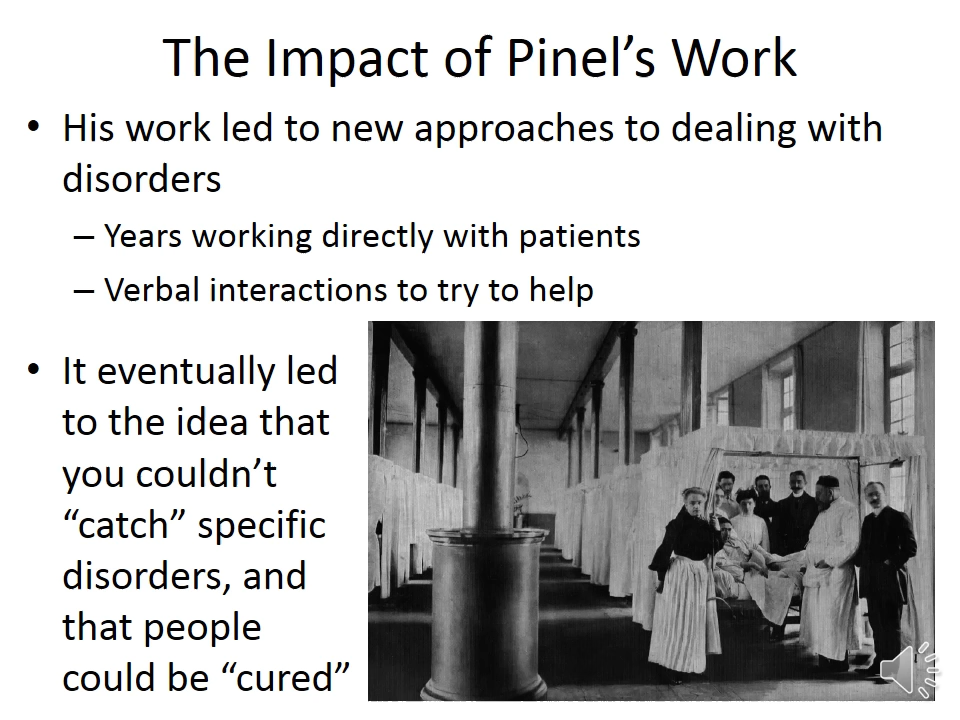 The Impact of Pinel’s Work
• His work led to new approaches to dealing with
disorders
– Years working directly with patients
– Verbal interactions to try to help
• It eventually led
to the idea that
you couldn’t
“catch” specific
disorders, and
that people
could be “cured”